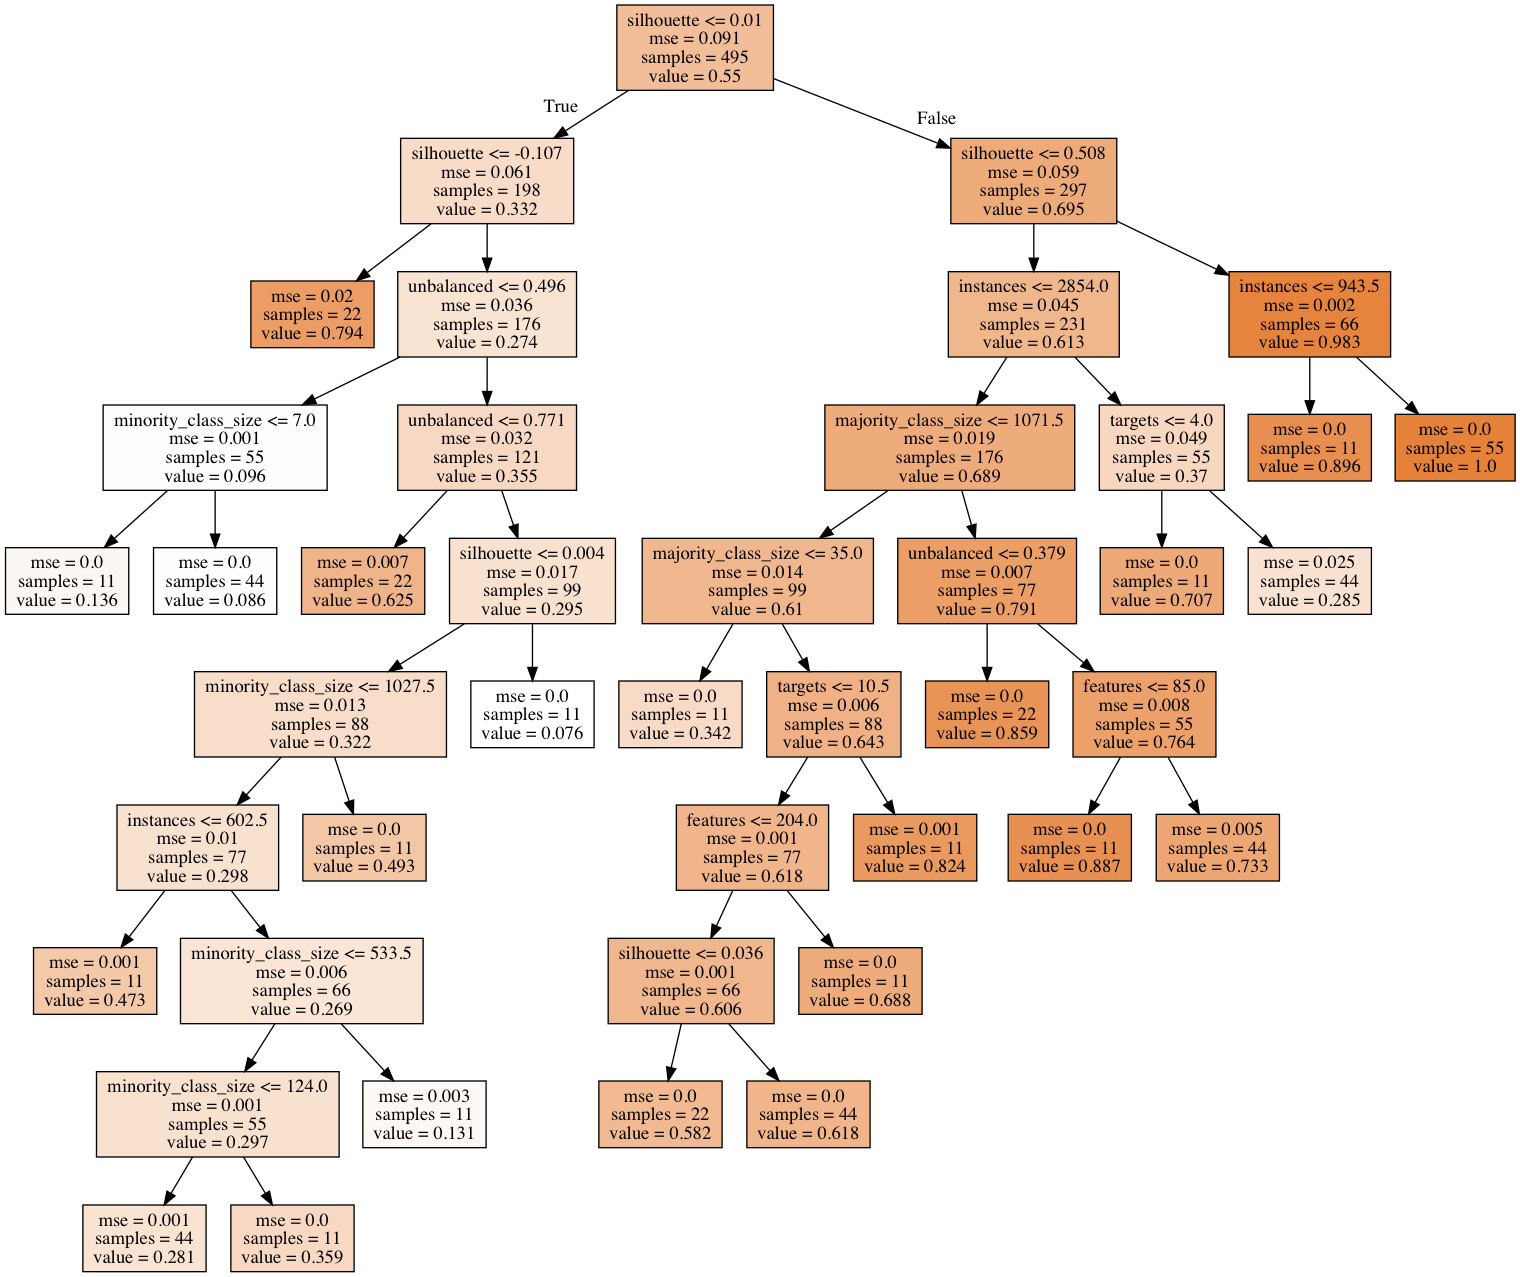 silhouette <= 0.01
mse = 0.091
samples = 495
value = 0.55
True
False
silhouette <= -0.107
mse = 0.061
samples = 198
value = 0.332
silhouette <= 0.508
mse = 0.059
samples = 297
value = 0.695
mse = 0.02
samples = 22
value = 0.794
unbalanced <= 0.496
mse = 0.036
samples = 176
value = 0.274
instances <= 2854.0
mse = 0.045
samples = 231
value = 0.613
instances <= 943.5
mse = 0.002
samples = 66
value = 0.983
minority_class_size <= 7.0
mse = 0.001
samples = 55
value = 0.096
unbalanced <= 0.771
mse = 0.032
samples = 121
value = 0.355
majority_class_size <= 1071.5
mse = 0.019
samples = 176
value = 0.689
targets <= 4.0
mse = 0.049
samples = 55
value = 0.37
mse = 0.0
samples = 11
value = 0.896
mse = 0.0
samples = 55
value = 1.0
mse = 0.0
samples = 11
value = 0.136
mse = 0.0
samples = 44
value = 0.086
mse = 0.007
samples = 22
value = 0.625
silhouette <= 0.004
mse = 0.017
samples = 99
value = 0.295
majority_class_size <= 35.0
mse = 0.014
samples = 99
value = 0.61
unbalanced <= 0.379
mse = 0.007
samples = 77
value = 0.791
mse = 0.0
samples = 11
value = 0.707
mse = 0.025
samples = 44
value = 0.285
minority_class_size <= 1027.5
mse = 0.013
samples = 88
value = 0.322
mse = 0.0
samples = 11
value = 0.076
mse = 0.0
samples = 11
value = 0.342
targets <= 10.5
mse = 0.006
samples = 88
value = 0.643
mse = 0.0
samples = 22
value = 0.859
features <= 85.0
mse = 0.008
samples = 55
value = 0.764
instances <= 602.5
mse = 0.01
samples = 77
value = 0.298
mse = 0.0
samples = 11
value = 0.493
features <= 204.0
mse = 0.001
samples = 77
value = 0.618
mse = 0.001
samples = 11
value = 0.824
mse = 0.0
samples = 11
value = 0.887
mse = 0.005
samples = 44
value = 0.733
mse = 0.001
samples = 11
value = 0.473
minority_class_size <= 533.5
mse = 0.006
samples = 66
value = 0.269
silhouette <= 0.036
mse = 0.001
samples = 66
value = 0.606
mse = 0.0
samples = 11
value = 0.688
minority_class_size <= 124.0
mse = 0.001
samples = 55
value = 0.297
mse = 0.003
samples = 11
value = 0.131
mse = 0.0
samples = 22
value = 0.582
mse = 0.0
samples = 44
value = 0.618
mse = 0.001
samples = 44
value = 0.281
mse = 0.0
samples = 11
value = 0.359